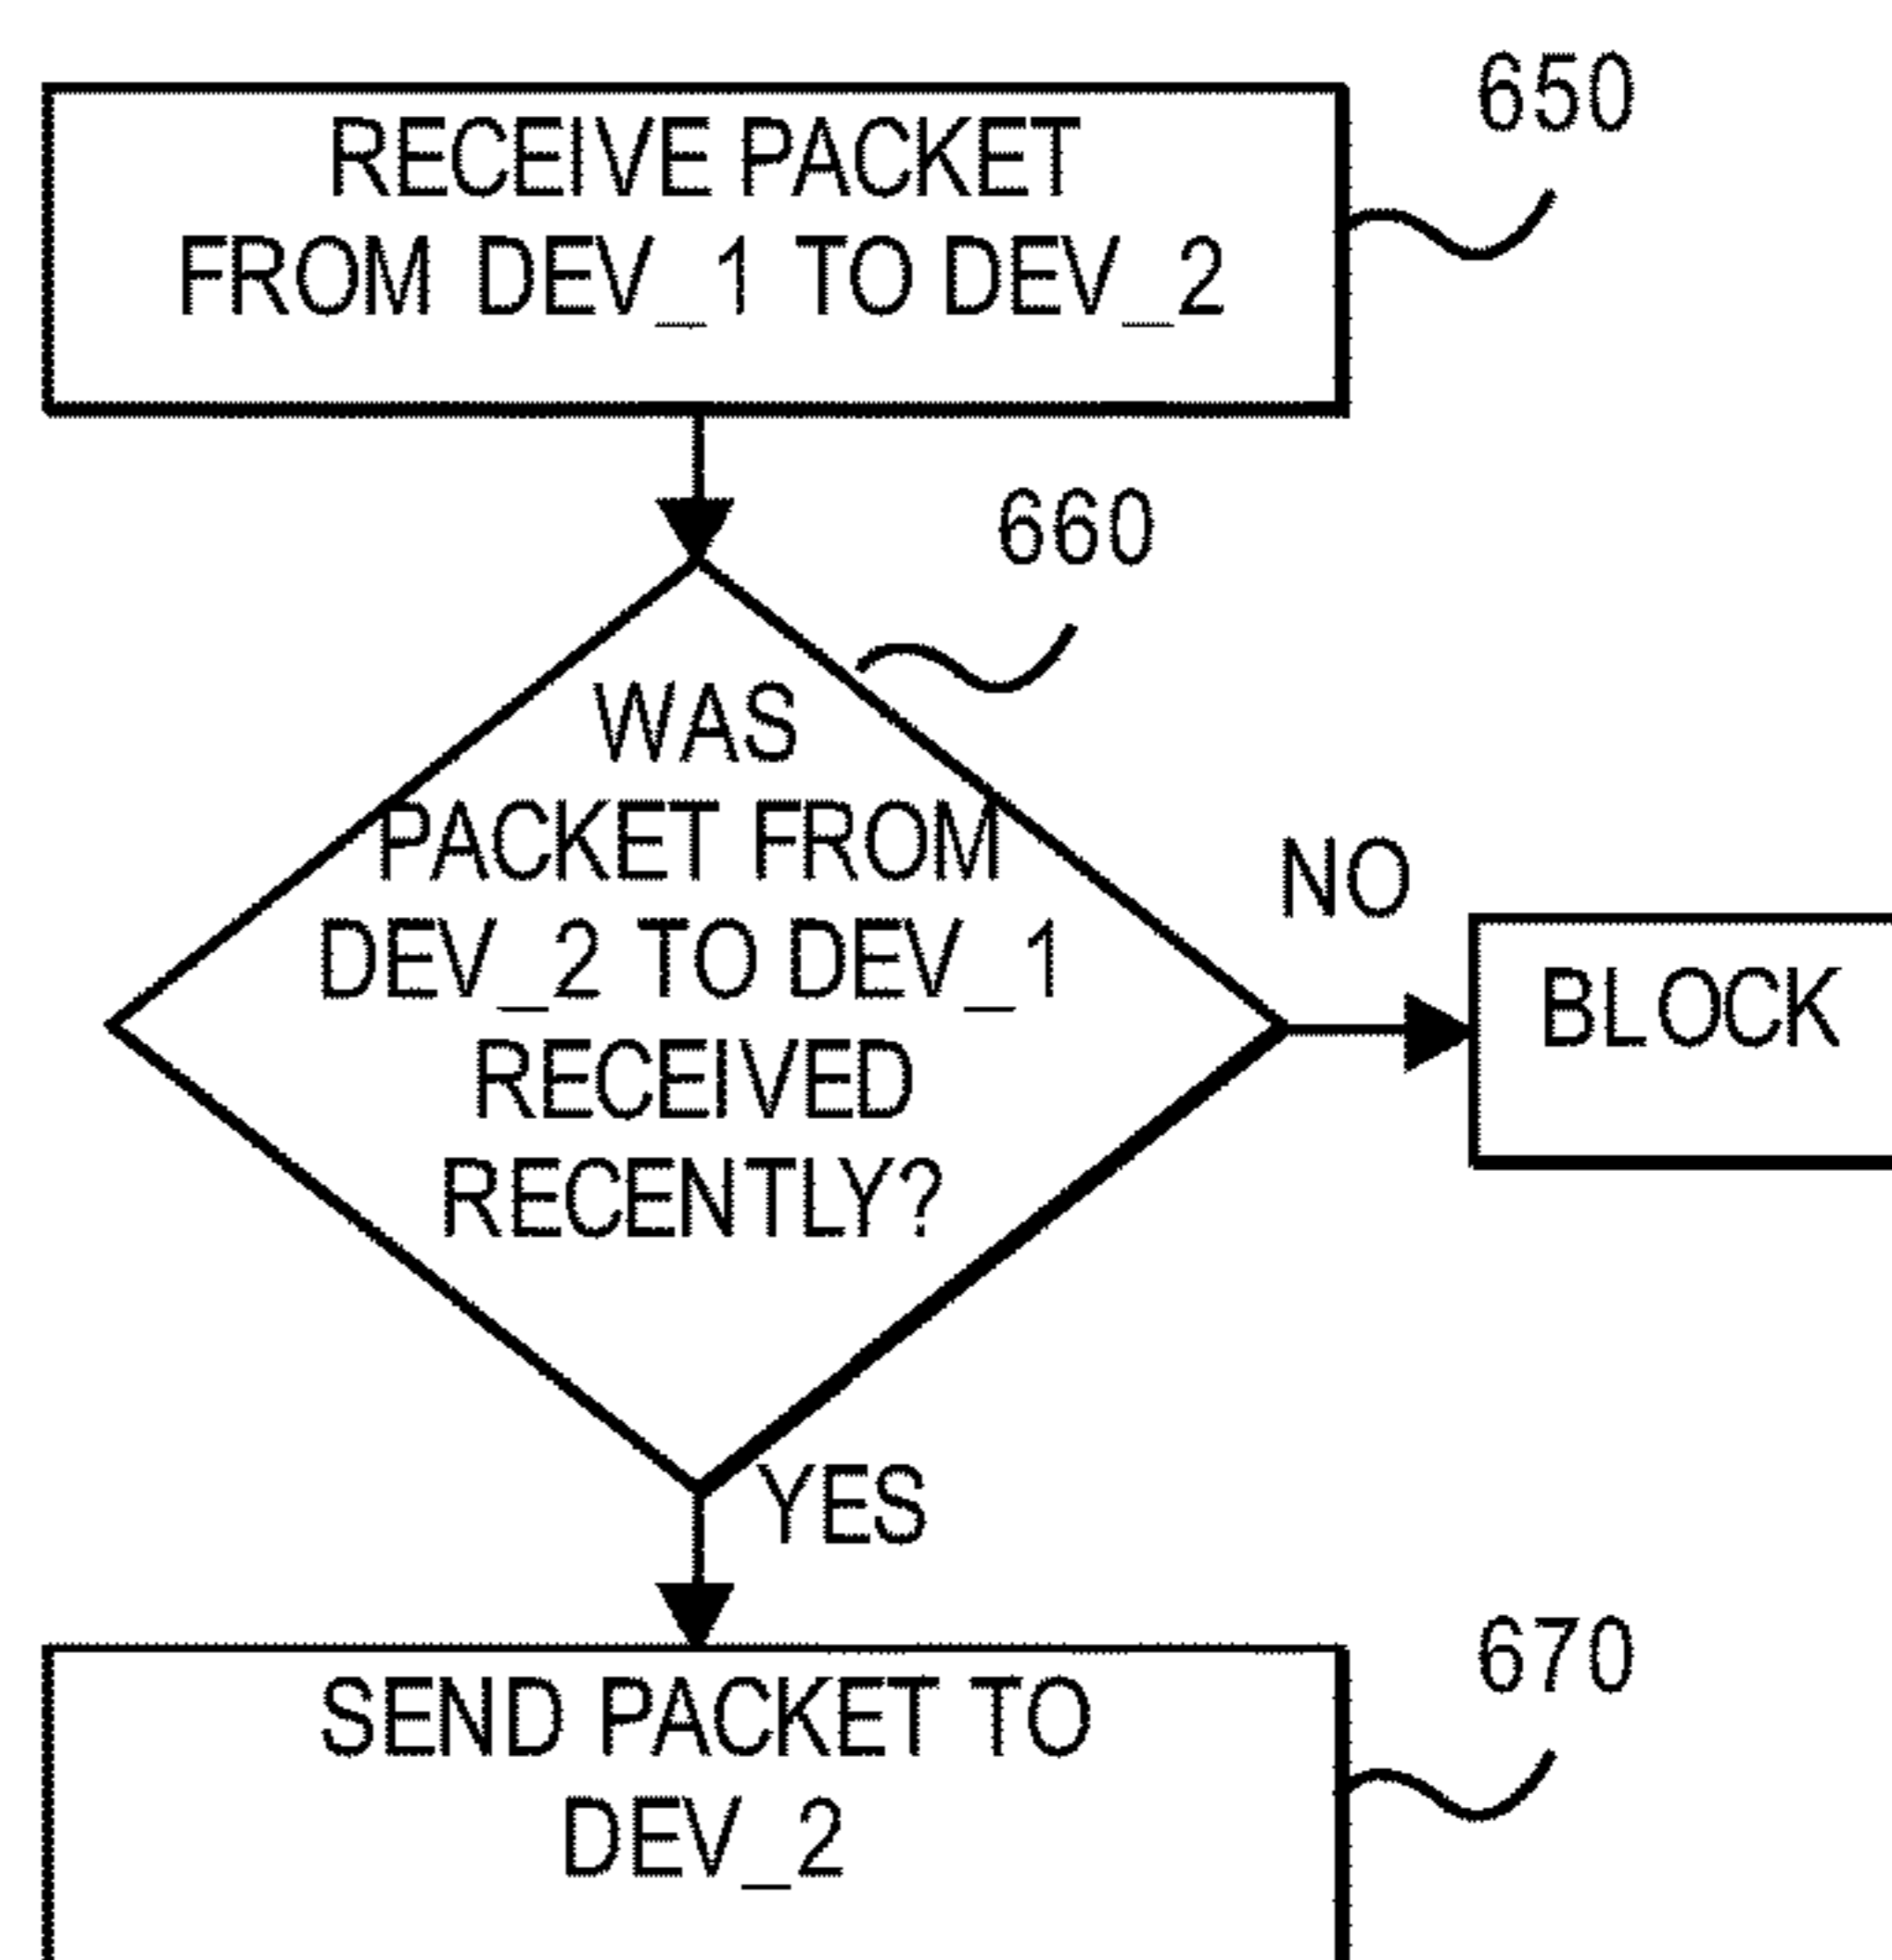 650
RECEIVE PACKET
FROM DEV_1 TO DEV_2
660
WAS
PACKET FROM
DEV_2 TO DEV_1
RECEIVED
RECENTLY?
NO
BLOCK
YES
670
SEND PACKET TO
DEV_2